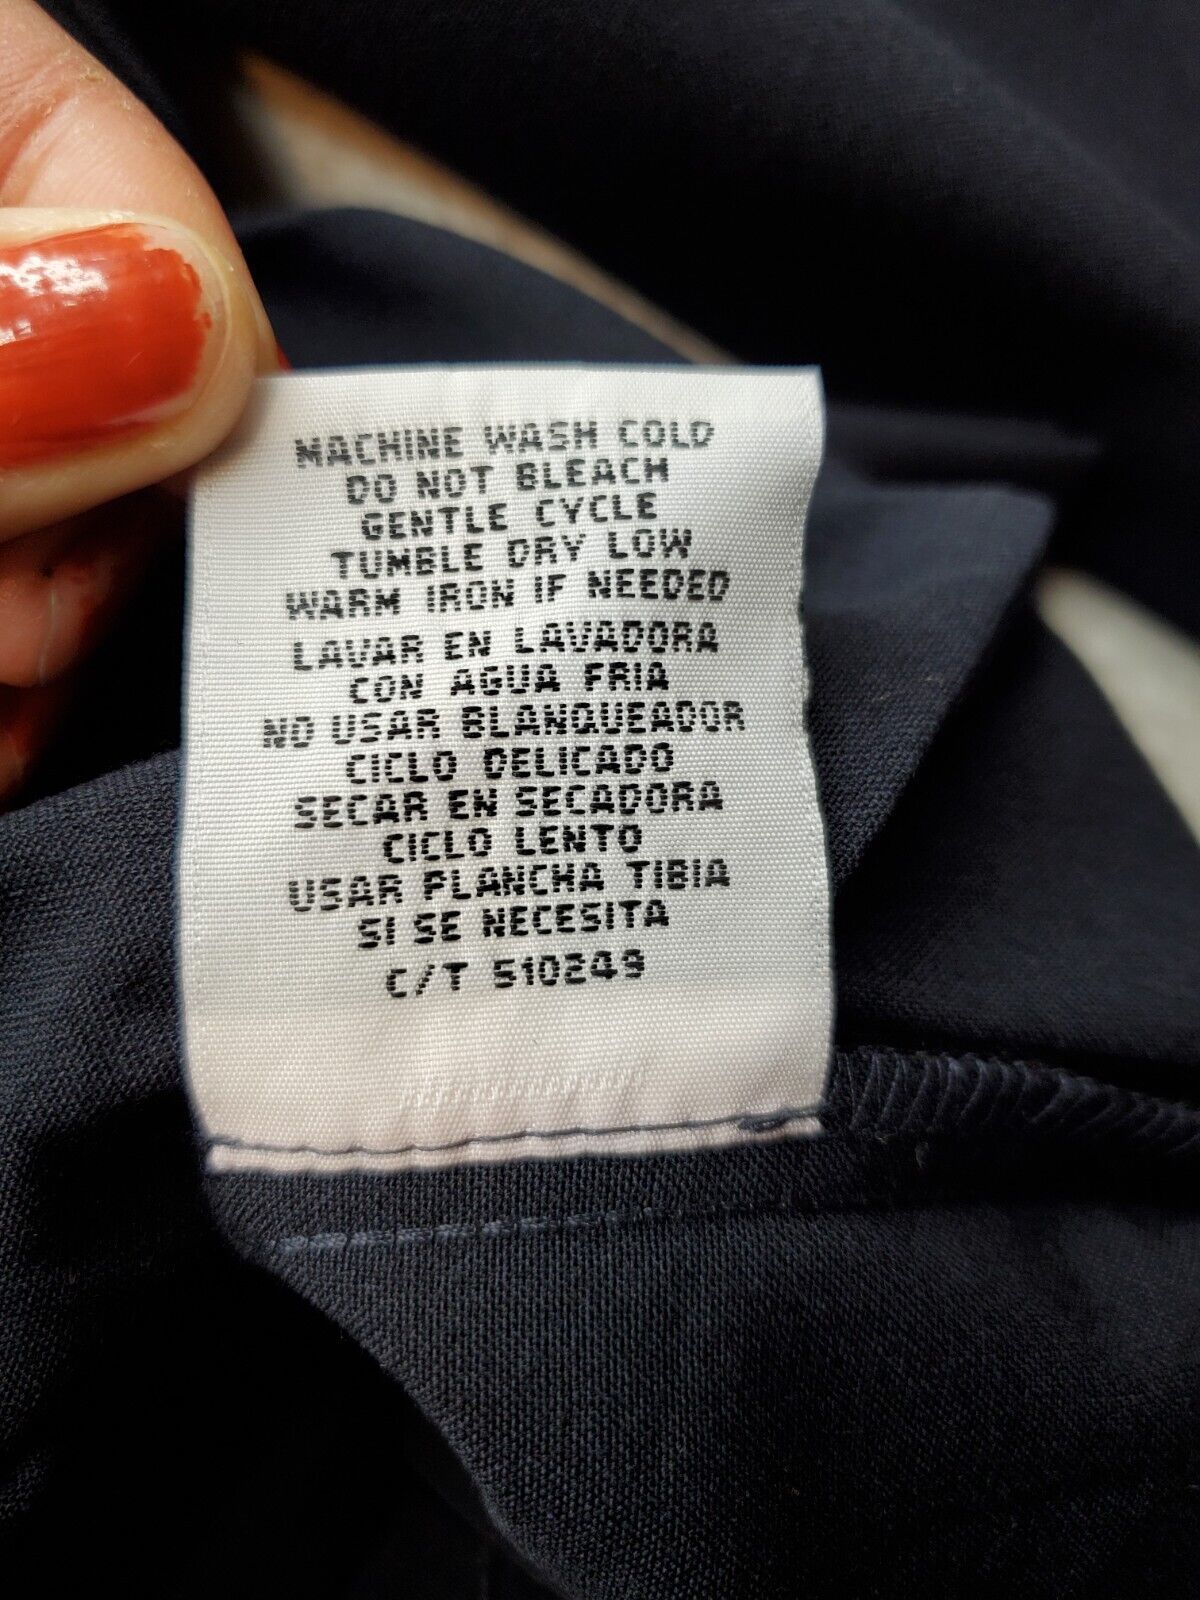 MACHINE WASH COLD
DO NOT BLEACH
GENTLE CYCLE
TUMBLE DRY LOW
WARM IRON IF NEEDED
LAVAR EN LAVADORA
CON AGUA FRIA
NO USAR BLANQUEADOR
CICLO DELICADO
SECAR EN SECADORA
CICLO LENTO
USAR PLANCHA TIBIA
SI SE NECESITA
C/T 510249